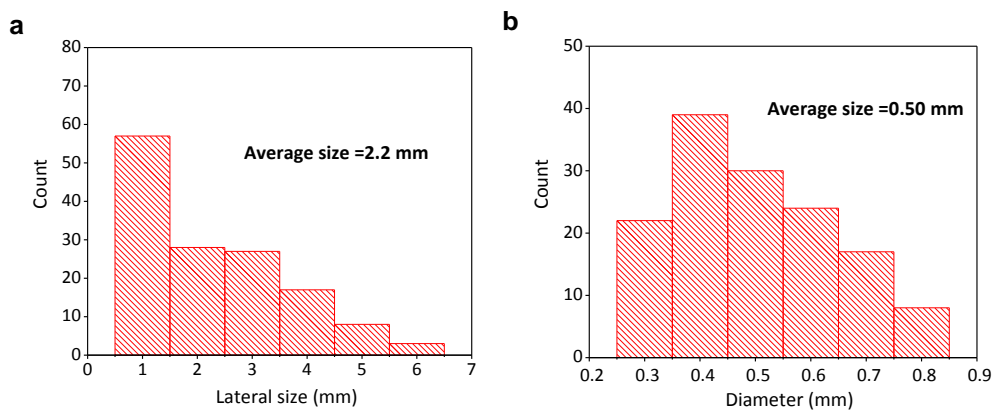 a
80
70
60
50
40
30
20
10
0
Count
Average size =2.2 mm
0 1 2 3 4 5 6 7
Lateral size (mm)
b
50
40
30
20
10
0
Count
Average size =0.50 mm
0.2 0.3 0.4 0.5 0.6 0.7 0.8 0.9
Diameter (mm)